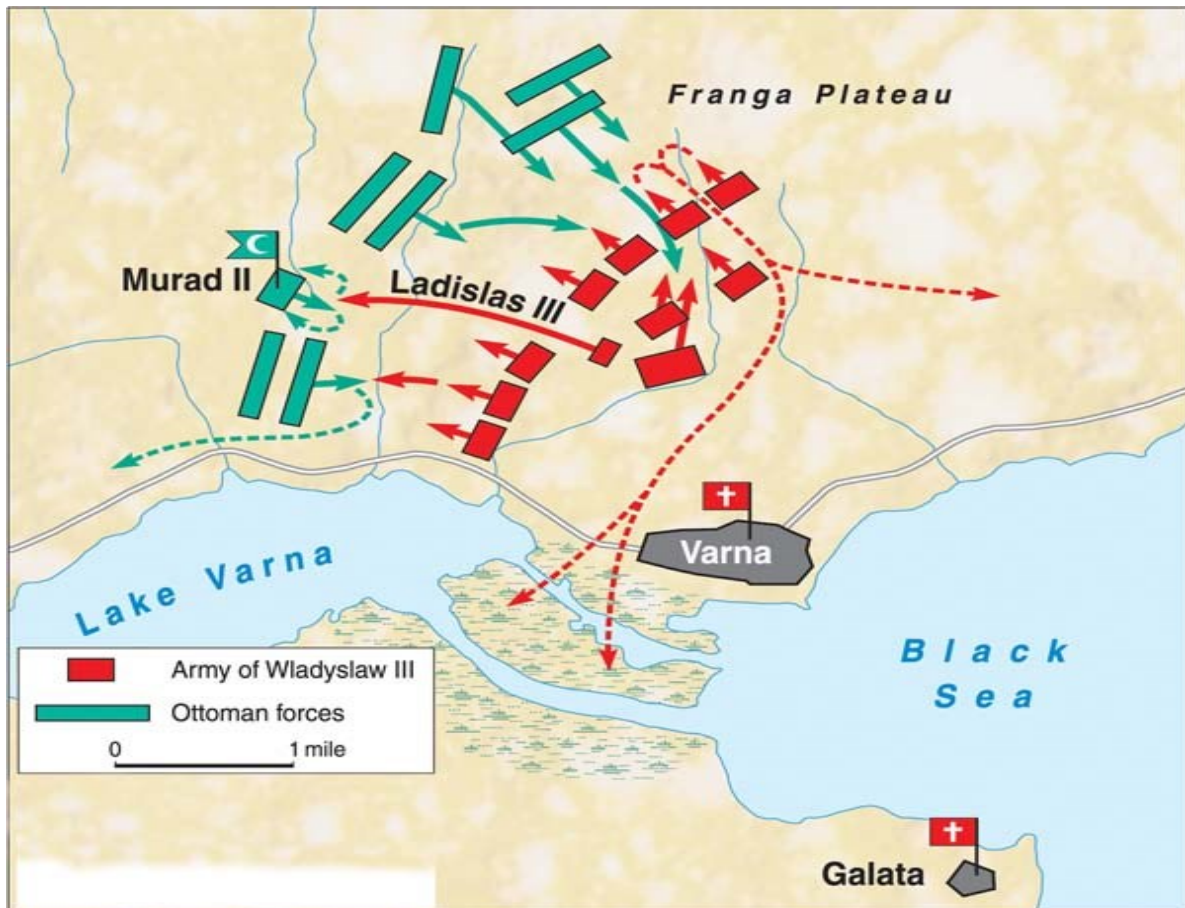 Franga Plateau
Murad II
Ladislas III
Varna
Lake Varna
Black
Sea
Army of Wladyslaw III
Ottoman forces
0 1 mile
Galata